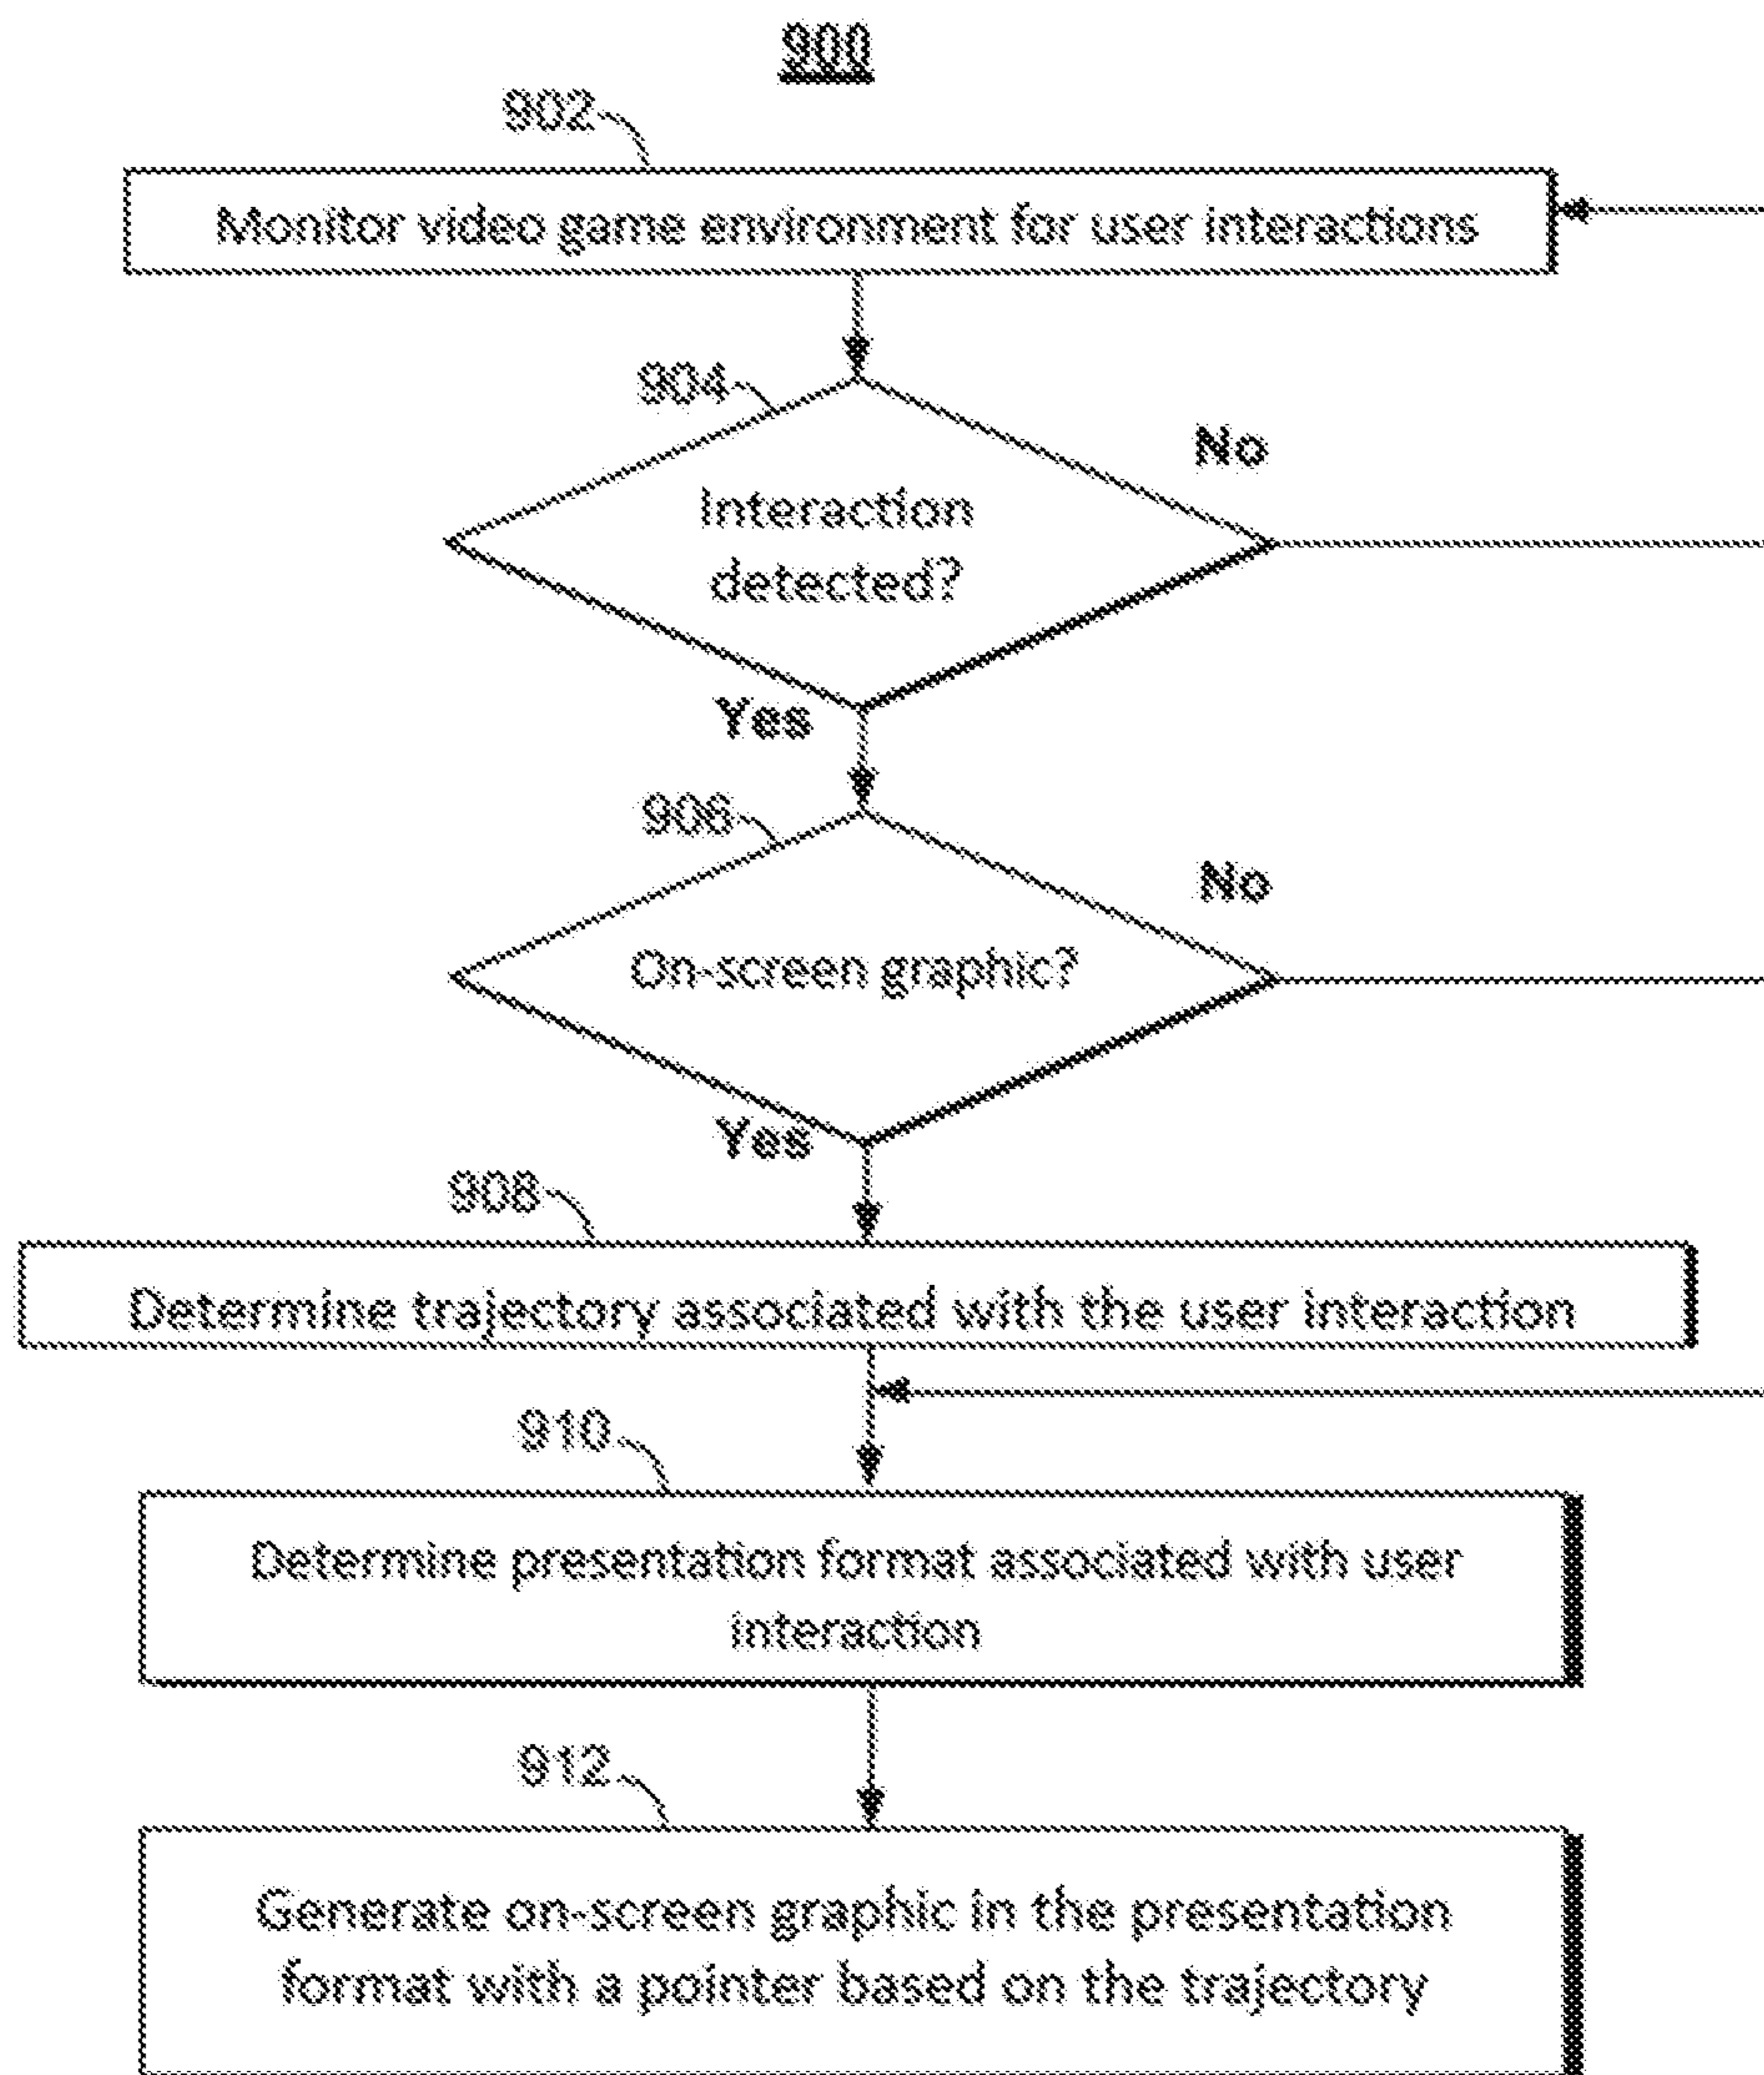 900
902
Monitor video game environment for user interactions
904
No
Interaction
detected?
Yes
906
No
On-screen graphic?
Yes
908
Determine trajectory associated with the user interaction
910
Determine presentation format associated with user
interaction
912
Generate on-screen graphic in the presentation
format with a pointer based on the trajectory